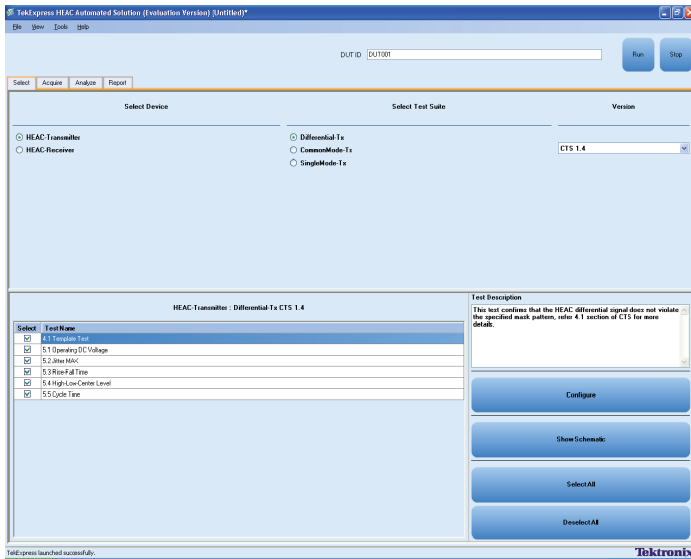 TekExpress HEAC Automated Solution (Evaluation Version) (Untitled)*
File View Tools Help
DUT ID DUT001 Run Stop
Select Acquire Analyze Report
Select Device Select Test Suite Version
HEAC-Transmitter Differential-Tx
HEAC-Receiver CommonMode-Tx CTS 1.4
SingleMode-Tx
HEAC-Transmitter : Differential-Tx CTS 1.4
Select Test Name
4.1 Template Test
5.1 Operating DC Voltage
5.2 Jitter MAX
5.3 Rise-Fall Time
5.4 High-Low-Center Level
5.5 Cycle Time
Test Description
This test confirms that the HEAC differential signal does not violate
the specified mask pattern, refer 4.1 section of CTS for more
details.
Configure
Show Schematic
Select All
Deselect All
TekExpress launched successfully.
Tektronix